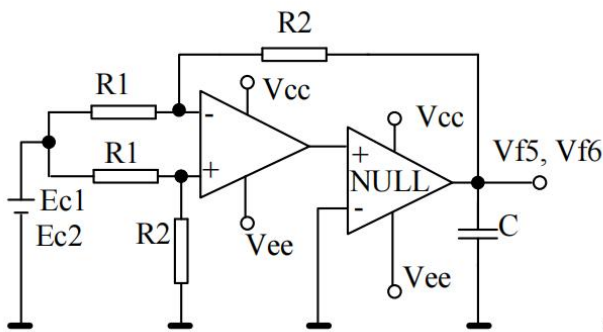 R2
R1
Vcc
-
Vcc
Vf5, Vf6
R1
+
+
NULL
-
Ec1
Ec2
R2
Vee
Vee
C